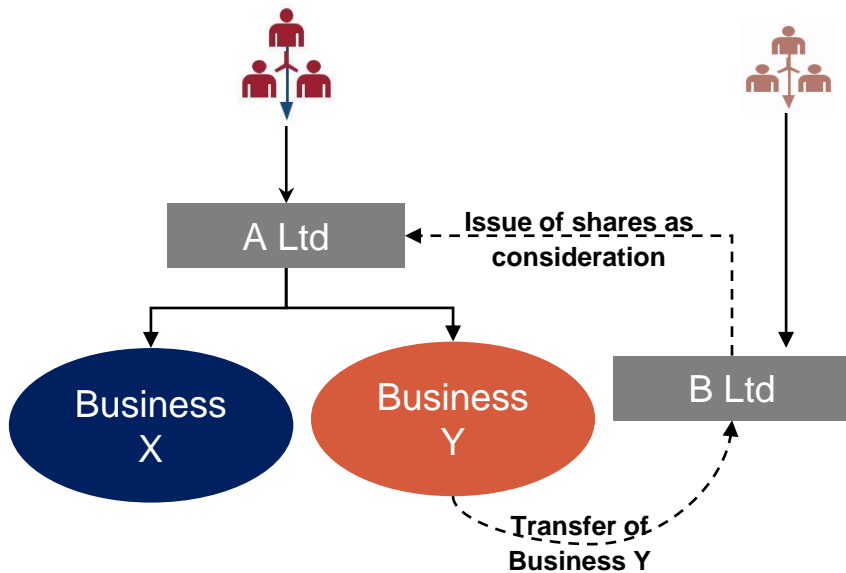 A Ltd
Issue of shares as
consideration
Business
X
Business
Y
B Ltd
Transfer of
Business Y